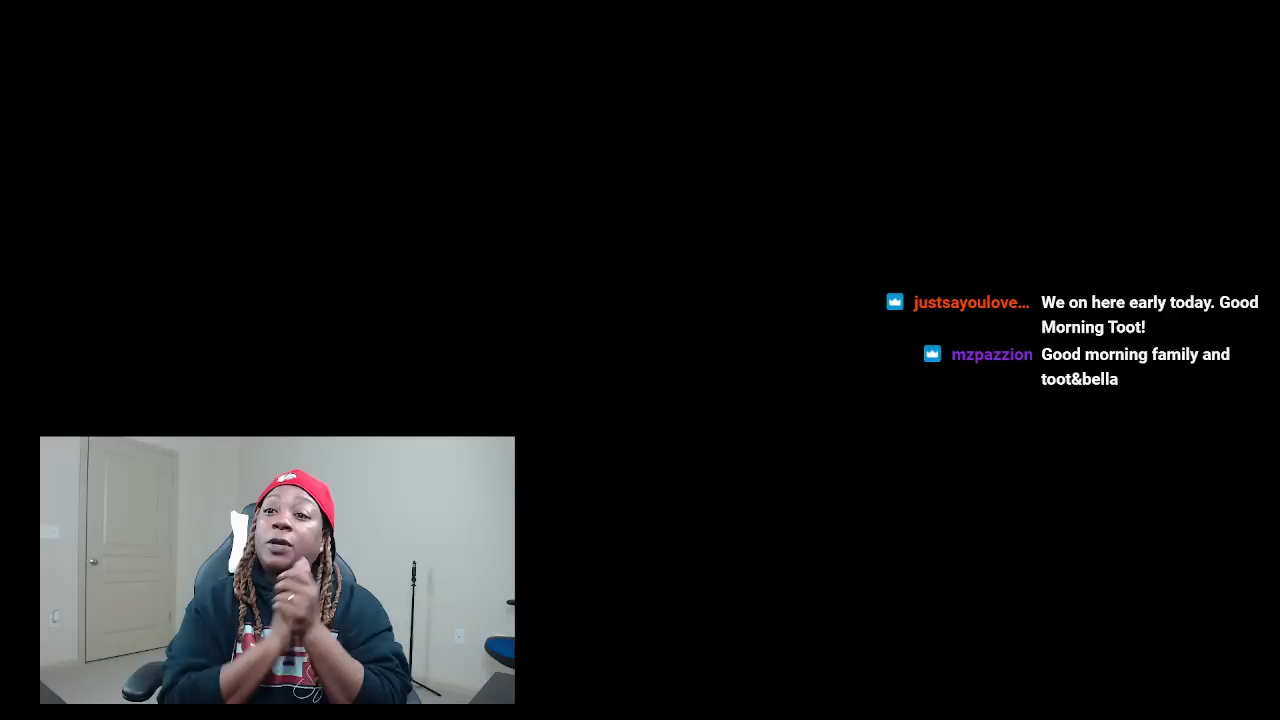 justsayoulove… We on here early today. Good
Morning Toot!
mzpazzion Good morning family and
toot&bella